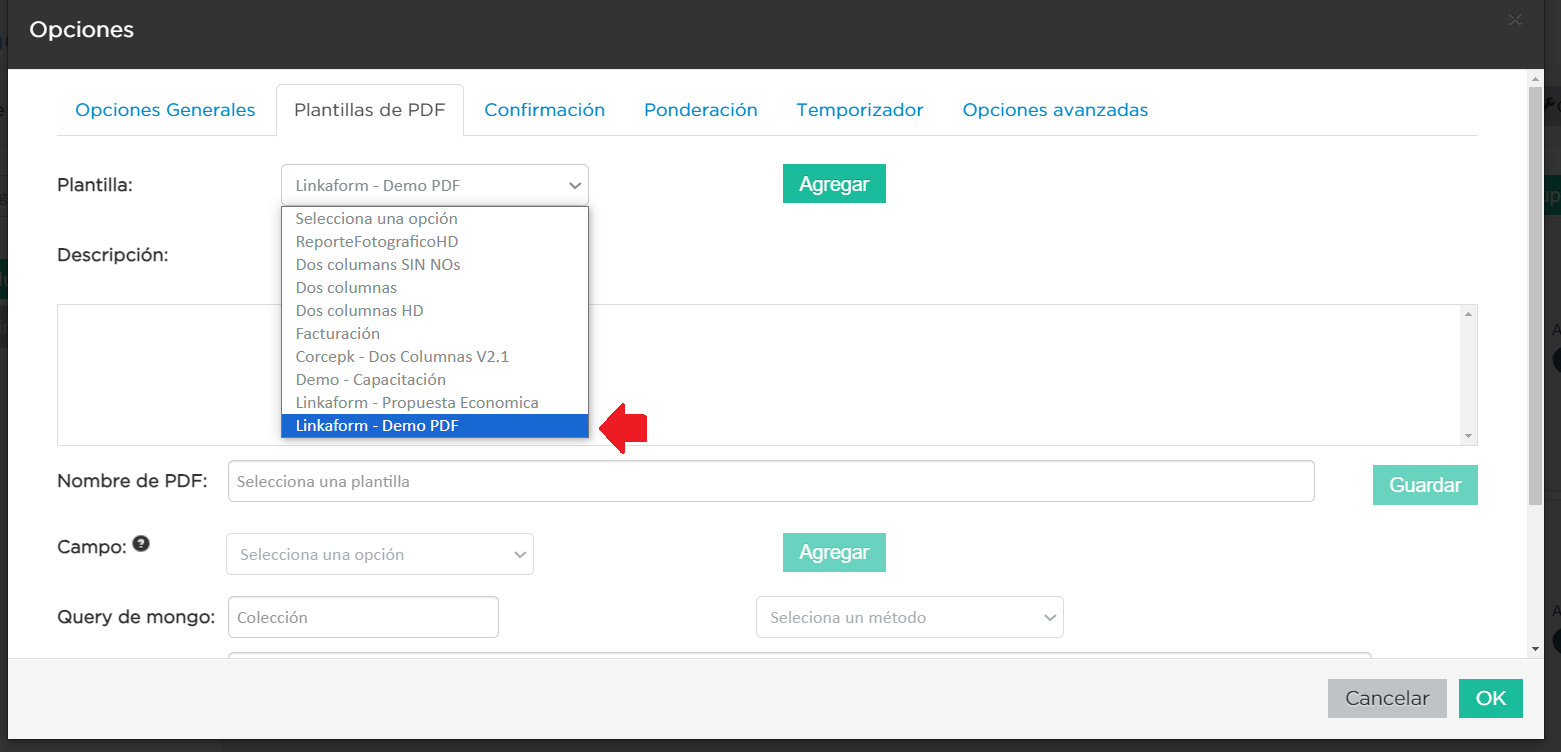 Opciones
Opciones Generales Plantillas de PDF Confirmación Ponderación Temporizador Opciones avanzadas
Plantilla: Linkaform - Demo PDF Agregar
Selecciona una opción
ReporteFotograficoHD
Descripción:
Dos columans SIN NOs
Dos columnas
Dos columnas HD
Facturación
Corcepk - Dos Columnas V2.1
Demo - Capacitación
Linkaform - Propuesta Economica
Linkaform - Demo PDF
Nombre de PDF: Selecciona una plantilla Guardar
Campo: ? Selecciona una opción Agregar
Query de mongo: Colección Seleciona un método
Cancelar OK